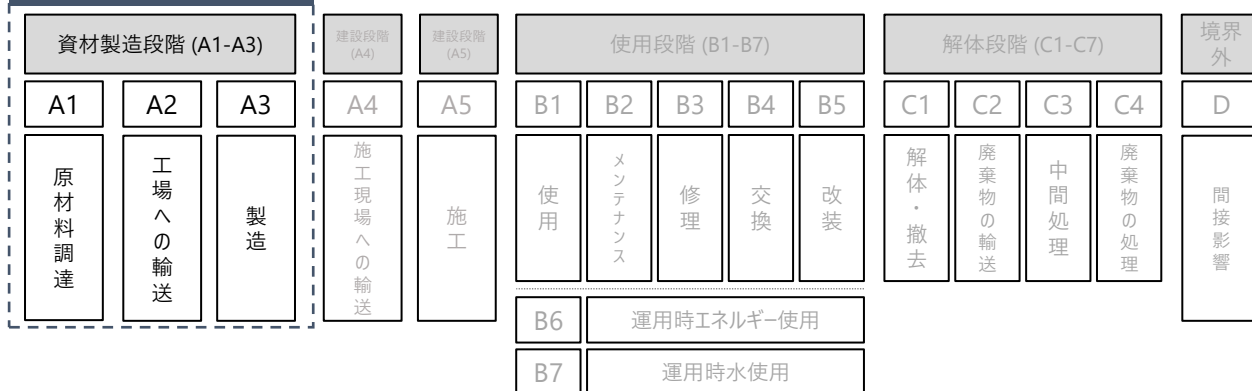 資材製造段階 (A1-A3)
建設段階
(A4)
建設段階
(A5)
使用段階 (B1-B7)
解体段階 (C1-C7)
境界
外
A1
A2
A3
A4
A5
B1
B2
B3
B4
B5
C1
C2
C3
C4
D
原材料調達
工場への輸送
製造
施工現場への輸送
施工
使用
メンテナンス
修理
交換
改装
解体・撤去
廃棄物の輸送
中間処理
廃棄物の処理
間接影響
B6
運用時エネルギー使用
B7
運用時水使用